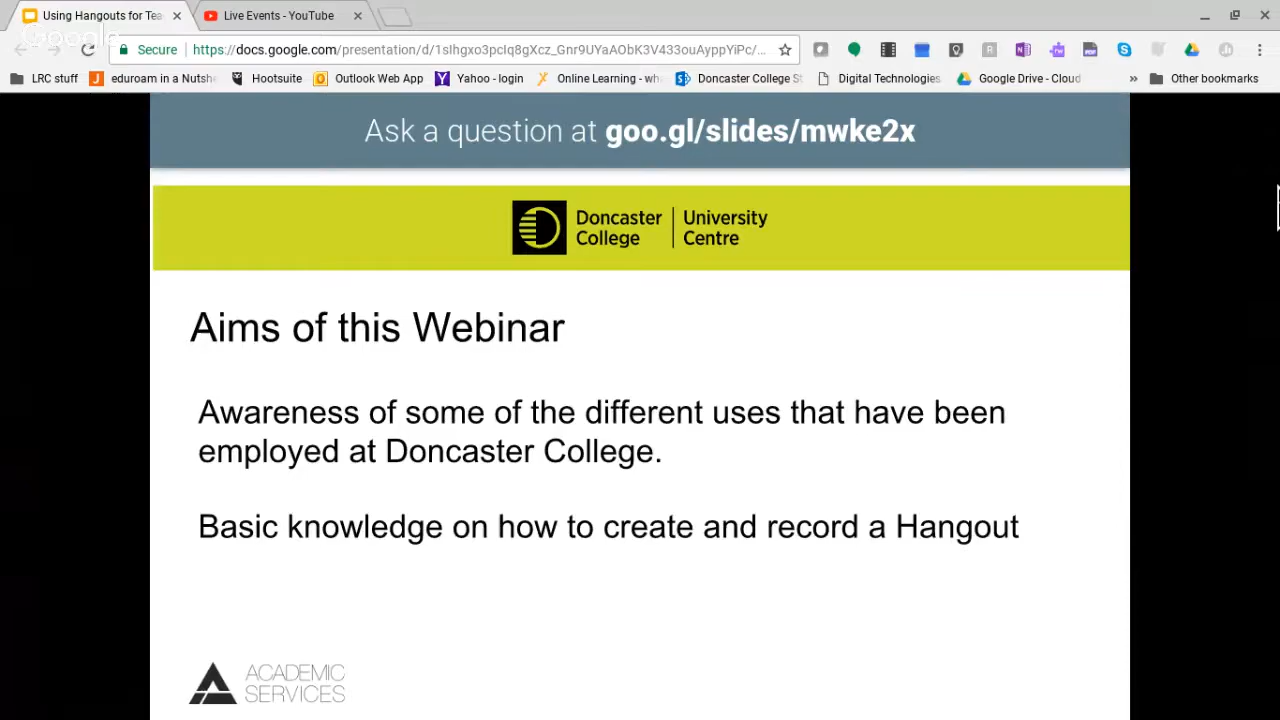 Using Hangouts for Tea
Live Events - YouTube
Google
Secure
https://docs.google.com/presentation/d/1slhgxo3pclq8gXcz_Gnr9UYaAObK3V433ouAyppYiPc/...
LRC stuff
eduroam in a Nutshe
Hootsuite
Outlook Web App
Yahoo - login
Online Learning - wha
Doncaster College St
Digital Technologies
Google Drive - Cloud
»
Other bookmarks
Ask a question at goo.gl/slides/mwke2x
Doncaster College
University Centre
Aims of this Webinar
Awareness of some of the different uses that have been
employed at Doncaster College.
Basic knowledge on how to create and record a Hangout
ACADEMIC
SERVICES